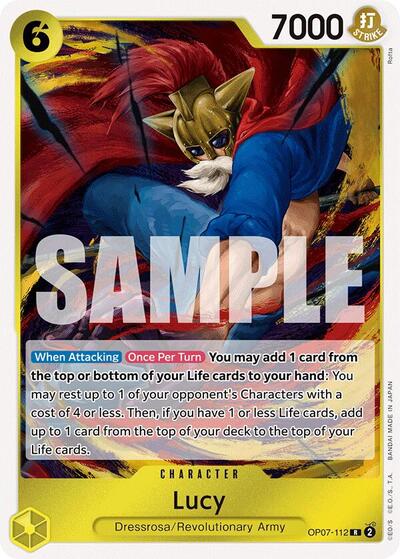 6
7000
打
STRIKE
Rofla
SAMPLE
When Attacking Once Per Turn You may add 1 card from
the top or bottom of your Life cards to your hand: You
may rest up to 1 of your opponent's Characters with a
cost of 4 or less. Then, if you have 1 or less Life cards, add
up to 1 card from the top of your deck to the top of your
Life cards.
CHARACTER
Lucy
Dressrosa/Revolutionary Army
OP07-112 R 2
©E.O/S ©E.O./S., T.A. BANDAI MADE IN JAPAN